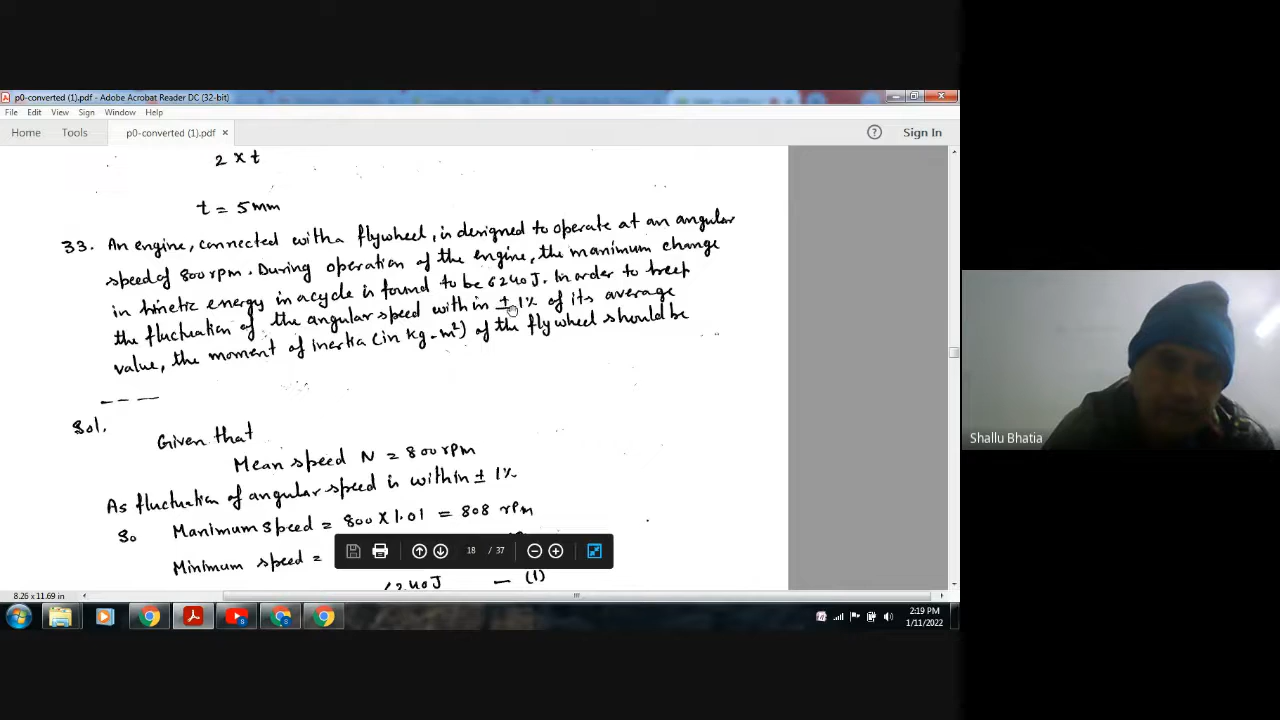 p0-converted (1).pdf - Adobe Acrobat Reader DC (32-bit)
File Edit View Sign Window Help
Home Tools p0-converted (1).pdf × ? Sign In
2 × t
t = 5mm
33. An engine, connected with a flywheel, is designed to operate at an angular
speed of 800 rpm. During operation of the engine, the manimum change
in kinetic energy in a cycle is found to be 6240J. In order to keep
the fluctuation of the angular speed with in ± 1% of its average
value, the moment of inertia (in kg.m²) of the flywheel should be
- - -
Sol.
Given that
Mean speed N = 800 rpm
As fluctuation of angular speed is within ± 1%
So Manimum speed = 800 × 1.01 = 808 rpm
Minimum speed =
6240J — (1)
18 / 37
8.26 x 11.69 in
2:19 PM
1/11/2022
Shallu Bhatia